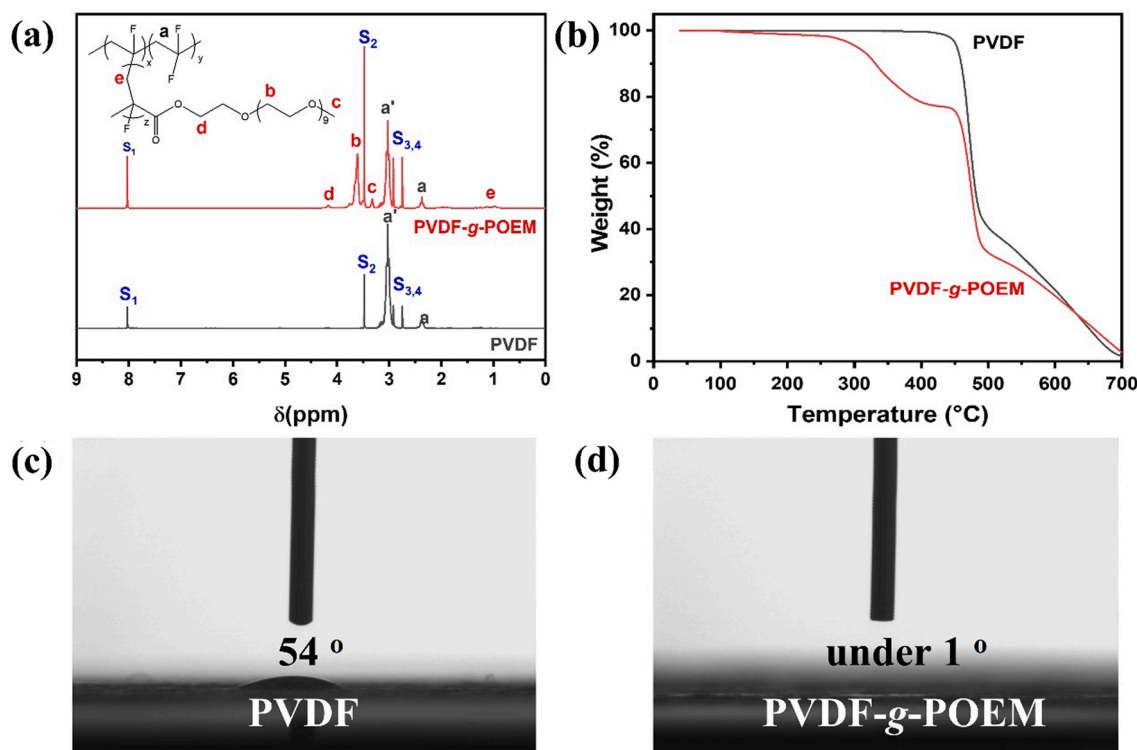 (a)
F
a
F
x
F
y
e
b
c
F
z
O
O
d
O
O
9
S₁
S₂
a'
S₃,₄
b
d
c
a
e
PVDF-g-POEM
a'
S₂
S₁
S₃,₄
a
PVDF
9 8 7 6 5 4 3 2 1 0
δ(ppm)
(b)
100
80
60
40
20
0
Weight (%)
PVDF
PVDF-g-POEM
0 100 200 300 400 500 600 700
Temperature (°C)
(c)
54 °
PVDF
(d)
under 1 °
PVDF-g-POEM